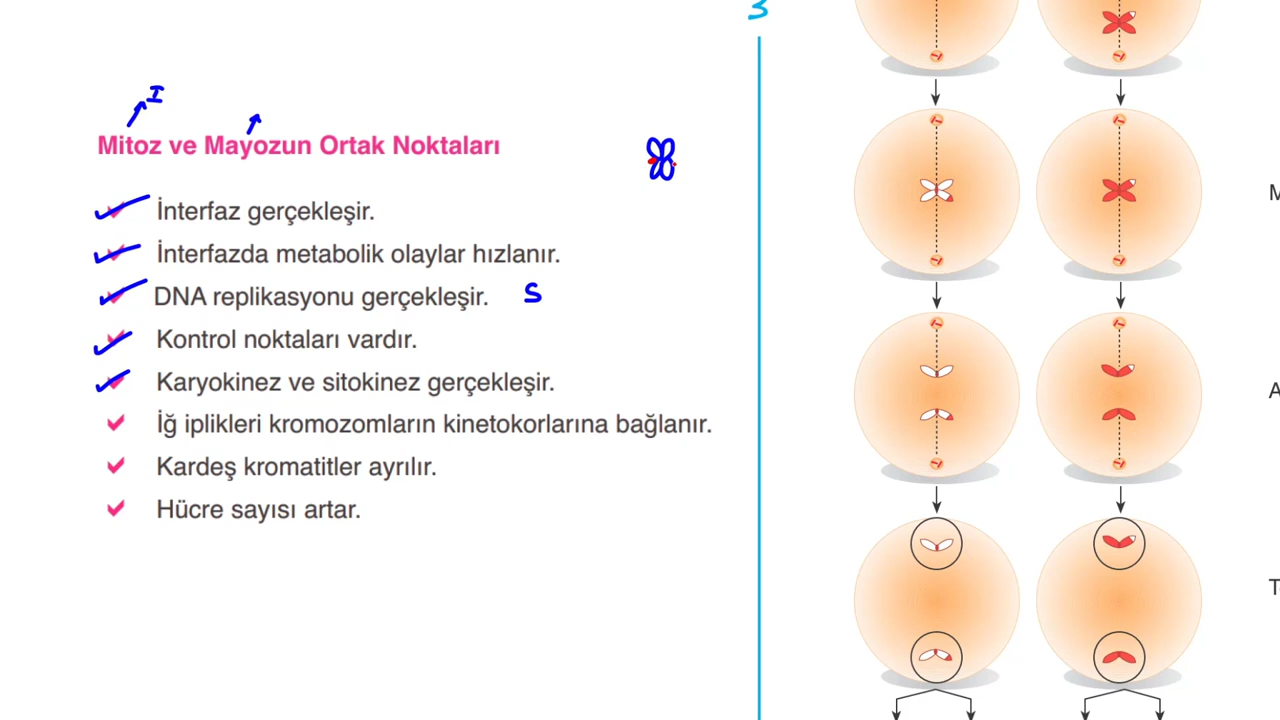 3
I
Mitoz ve Mayozun Ortak Noktaları
İnterfaz gerçekleşir.
İnterfazda metabolik olaylar hızlanır.
DNA replikasyonu gerçekleşir. S
Kontrol noktaları vardır.
Karyokinez ve sitokinez gerçekleşir.
İğ iplikleri kromozomların kinetokorlarına bağlanır.
Kardeş kromatitler ayrılır.
Hücre sayısı artar.
M
A